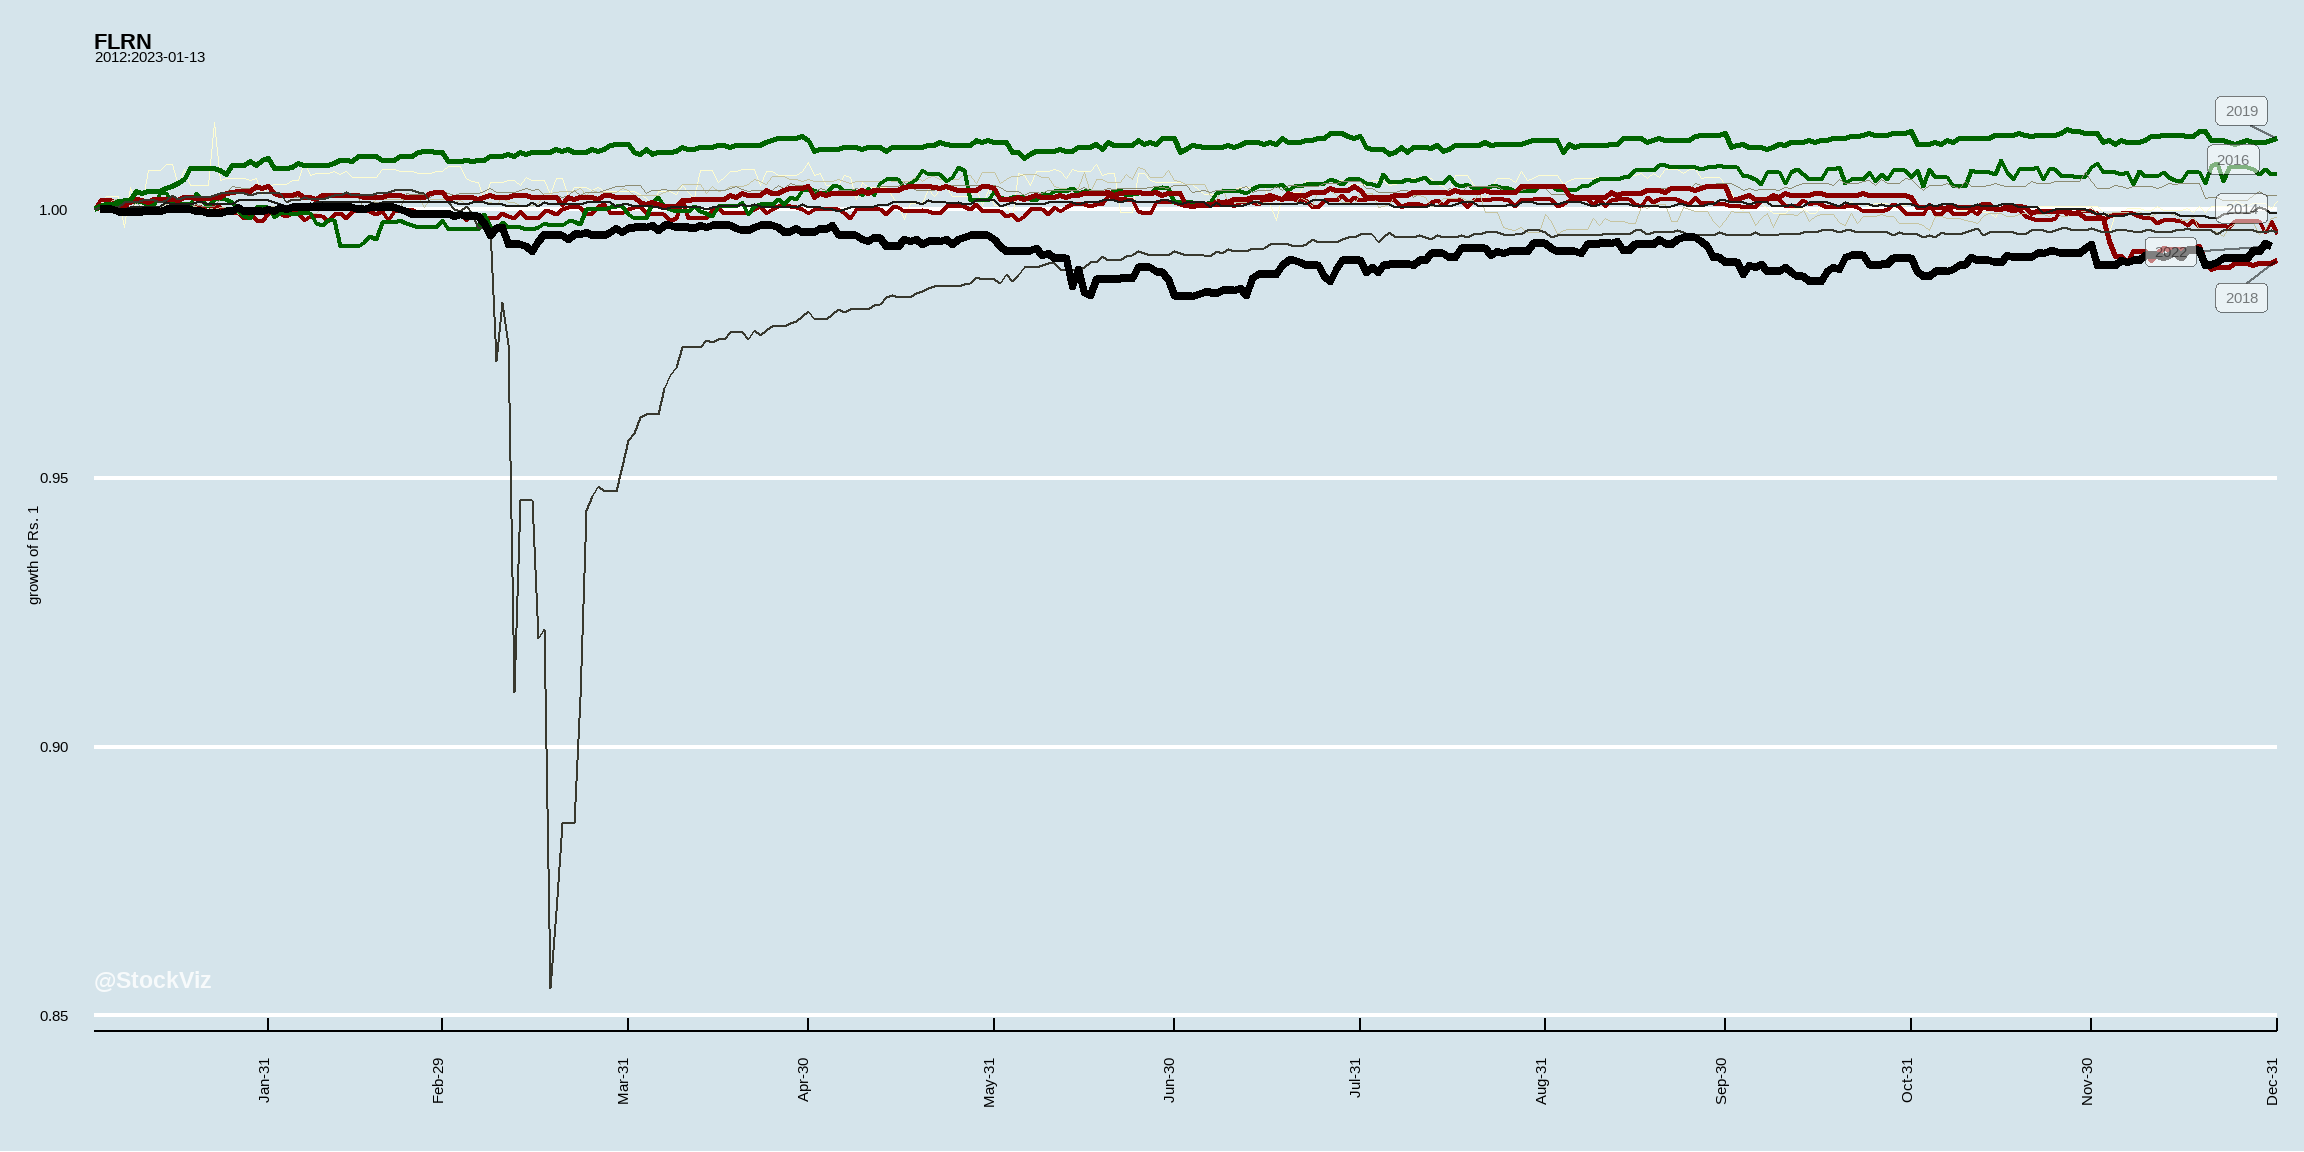 FLRN
2012:2023-01-13
2019
2016
1.00
2014
2022
2018
0.95
growth of Rs. 1
0.90
@StockViz
0.85
Jan-31
Feb-29
Mar-31
Apr-30
May-31
Jun-30
Jul-31
Aug-31
Sep-30
Oct-31
Nov-30
Dec-31